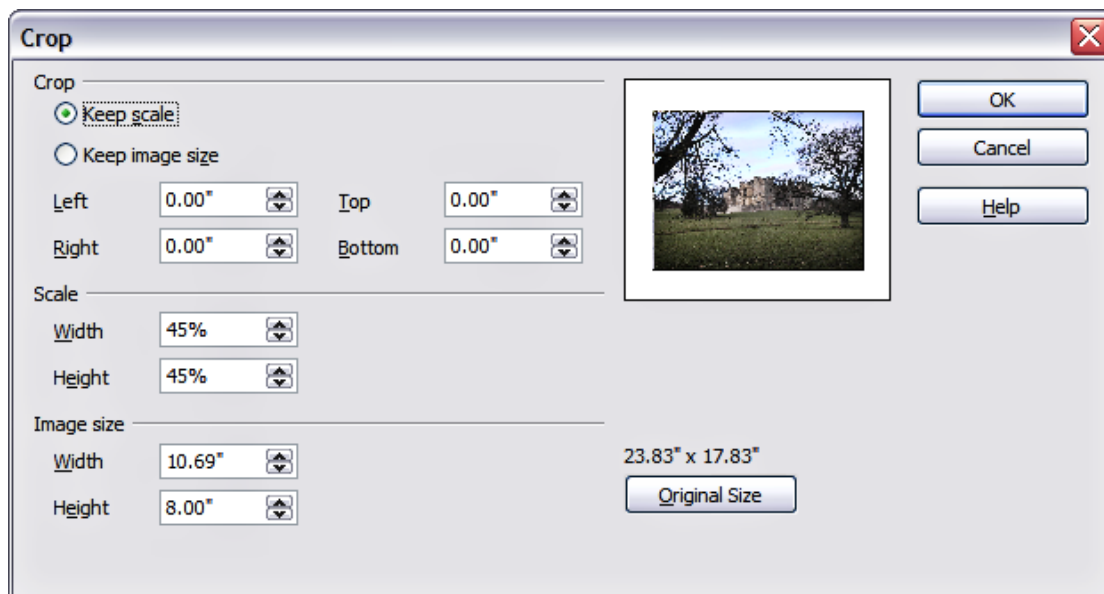 Crop
Crop
Keep scale
Keep image size
Left 0.00" Top 0.00"
Right 0.00" Bottom 0.00"
Scale
Width 45%
Height 45%
Image size
Width 10.69"
Height 8.00"
23.83" x 17.83"
Original Size
OK
Cancel
Help